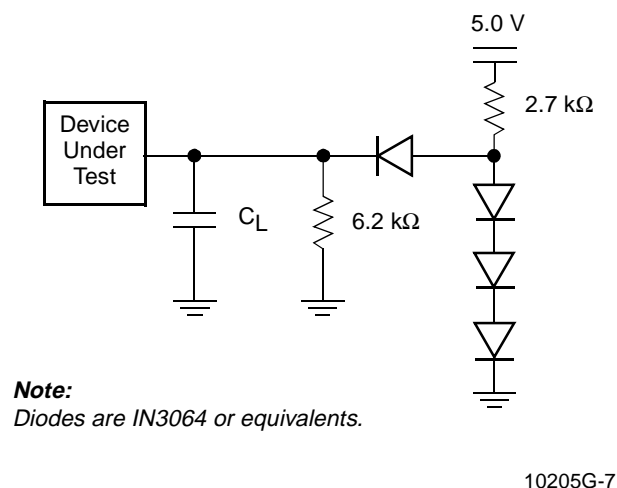 5.0 V
2.7 kΩ
Device
Under
Test
CL
6.2 kΩ
Note:
Diodes are IN3064 or equivalents.
10205G-7